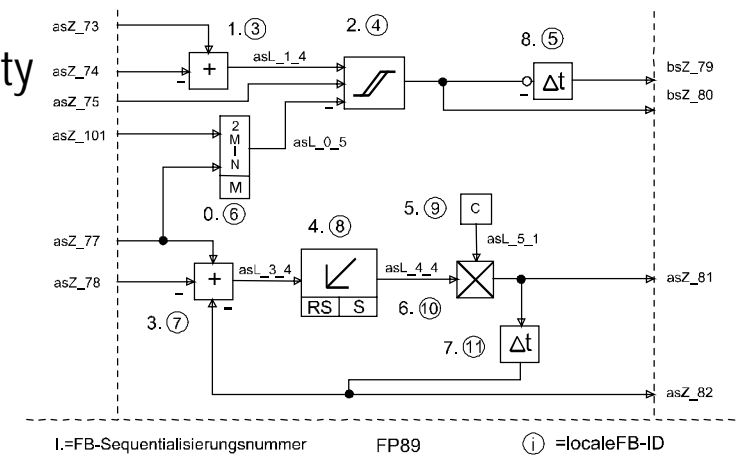 asZ_73
1. ③
2. ④
8. ⑤
ty
asZ_74
-
+
asL_1_4
asZ_75
-
-
Δt
bsZ_79
bsZ_80
asZ_101
2
M
I
N
M
asL_0_5
0. ⑥
5. ⑨
C
4. ⑧
asL_5_1
asZ_77
asZ_78
-
+
-
asL_3_4
RS
S
asL_4_4
asZ_81
3. ⑦
6. ⑩
7. ⑪
Δt
asZ_82
I.=FB-Sequentialisierungsnummer
FP89
ⓘ =localeFB-ID